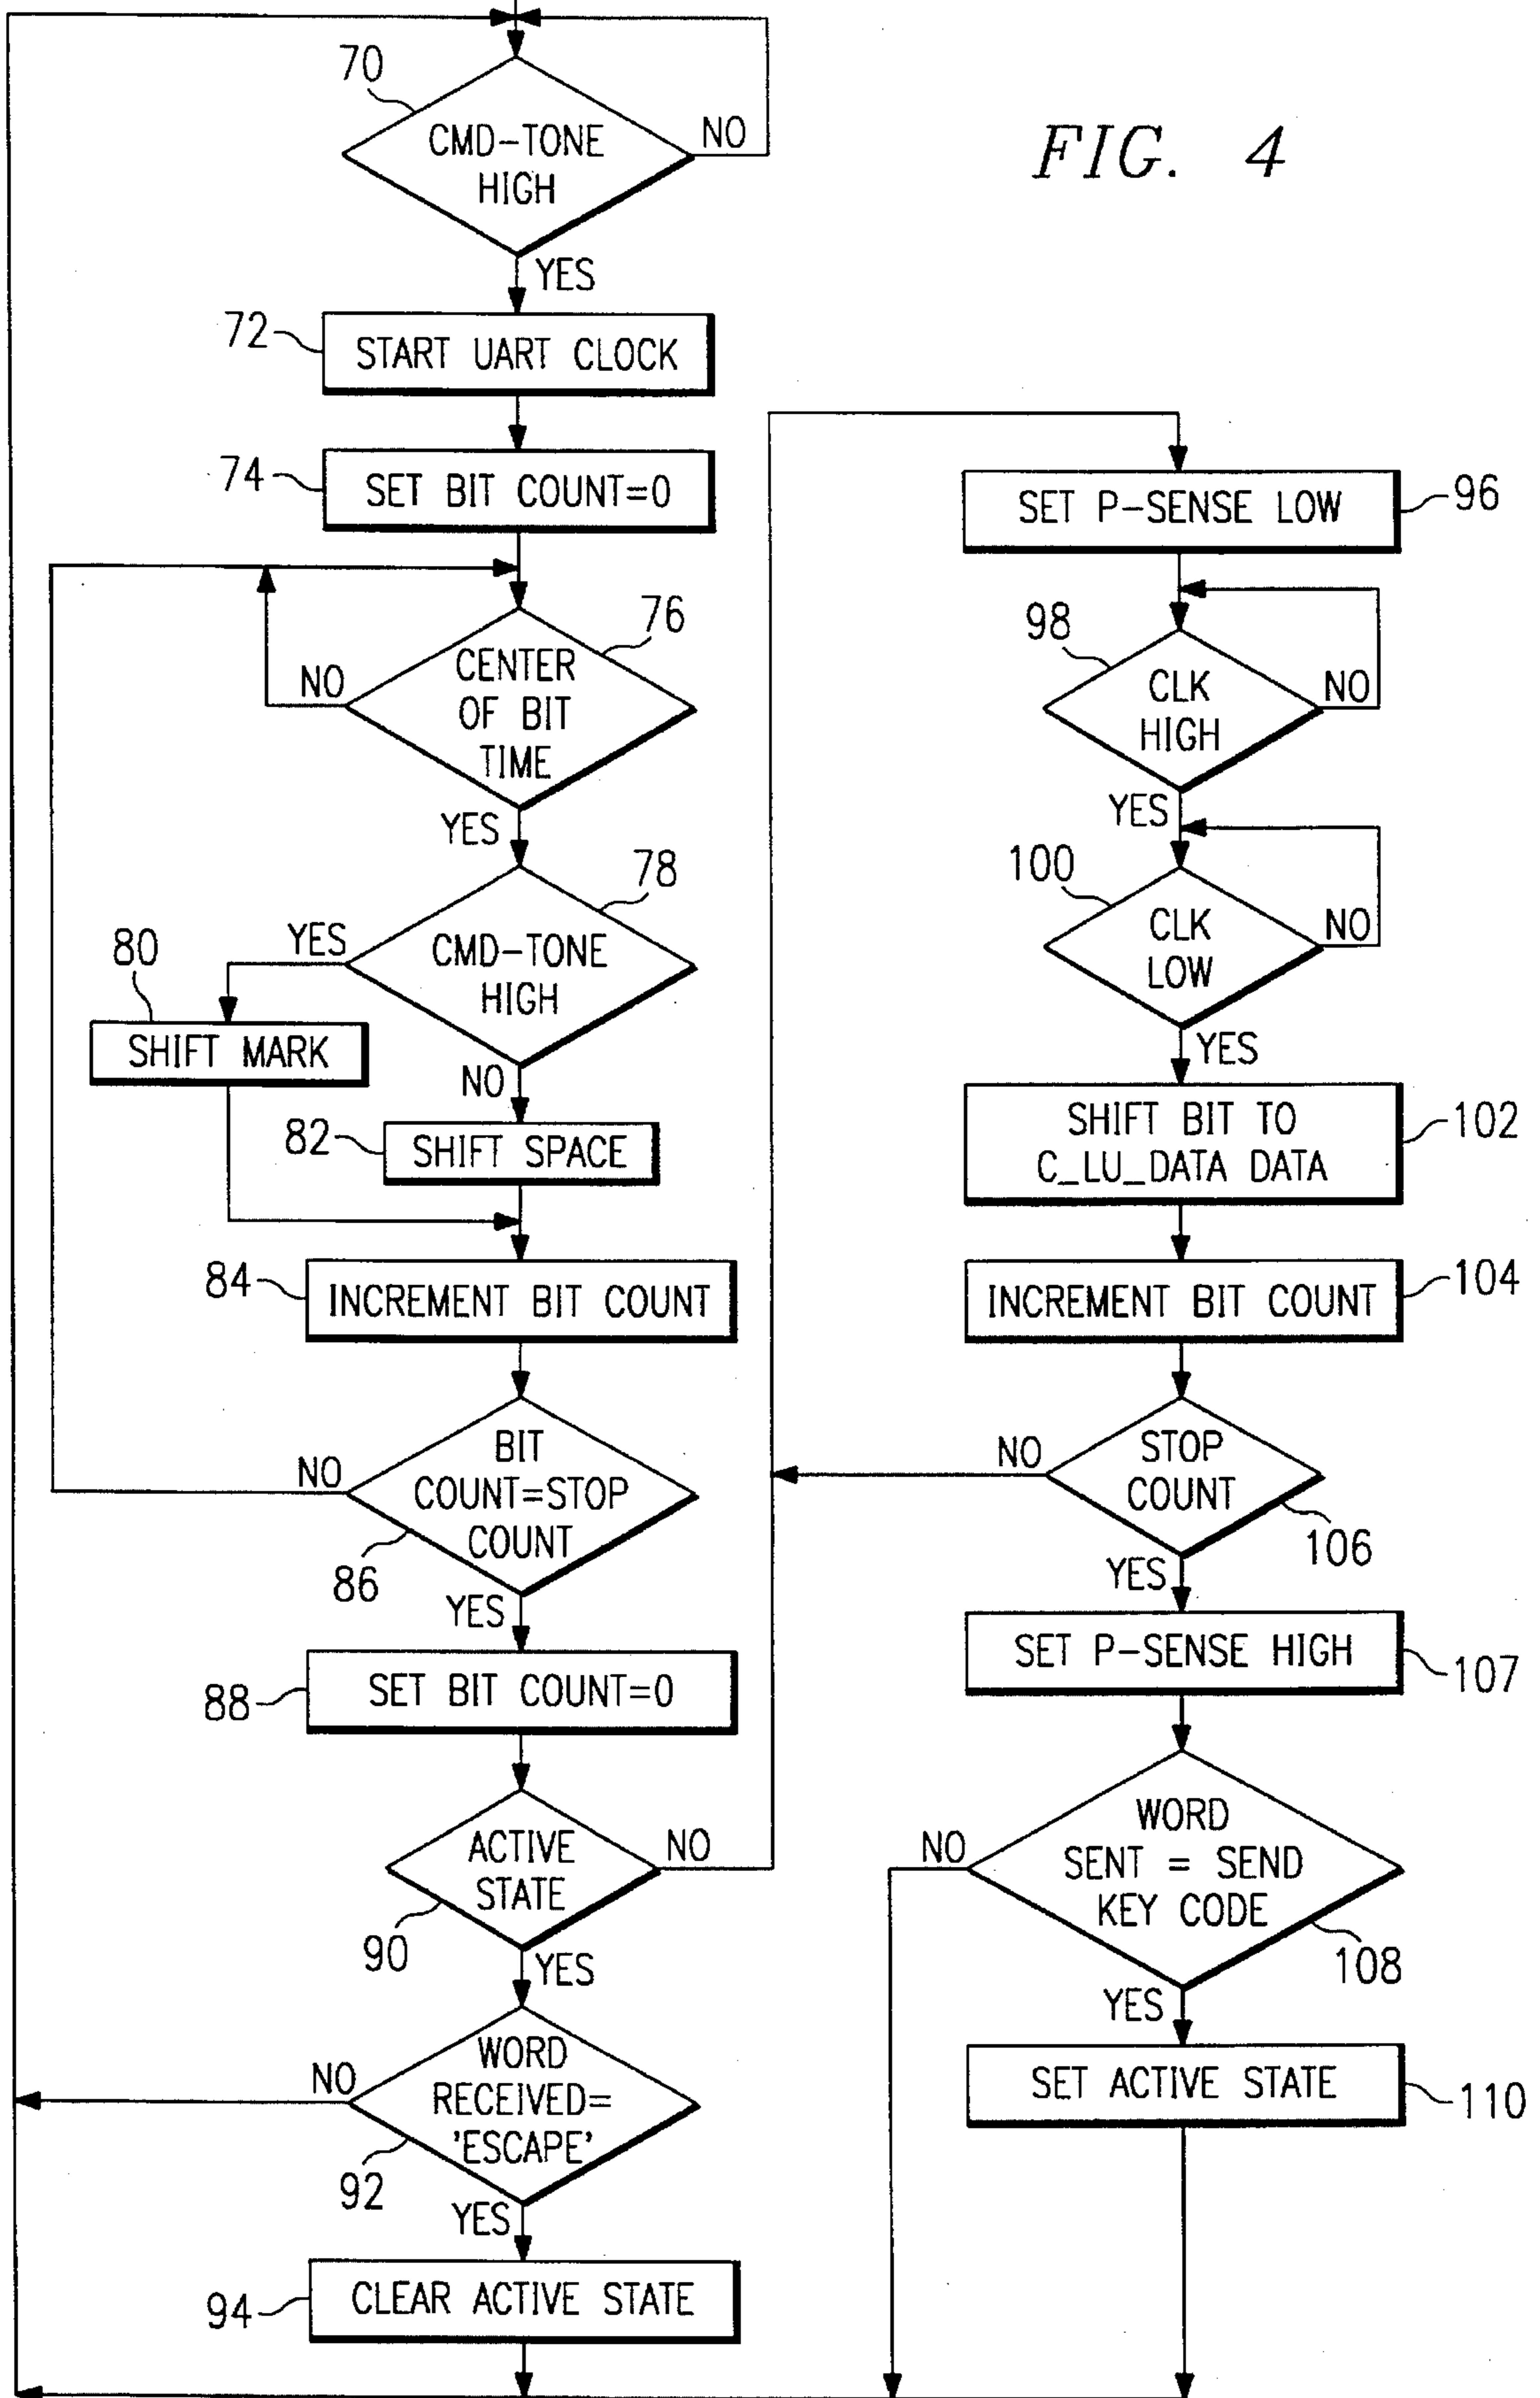 FIG. 4
70
CMD-TONE
HIGH
NO
YES
72
START UART CLOCK
74
SET BIT COUNT=0
76
CENTER
OF BIT
TIME
NO
YES
78
CMD-TONE
HIGH
YES
80
SHIFT MARK
NO
82
SHIFT SPACE
84
INCREMENT BIT COUNT
BIT
COUNT=STOP
COUNT
NO
86
YES
88
SET BIT COUNT=0
ACTIVE
STATE
NO
90
YES
WORD
RECEIVED=
'ESCAPE'
NO
92
YES
94
CLEAR ACTIVE STATE
SET P-SENSE LOW
96
98
CLK
HIGH
NO
YES
100
CLK
LOW
NO
YES
SHIFT BIT TO
C_LU_DATA DATA
102
INCREMENT BIT COUNT
104
STOP
COUNT
NO
106
YES
SET P-SENSE HIGH
107
WORD
SENT = SEND
KEY CODE
NO
108
YES
SET ACTIVE STATE
110